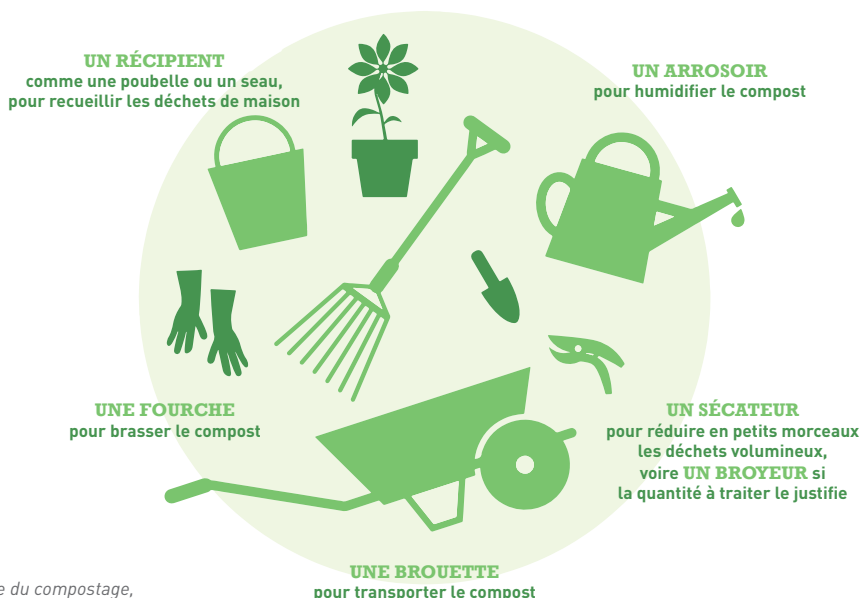 UN RÉCIPIENT
comme une poubelle ou un seau,
pour recueillir les déchets de maison
UN ARROSOIR
pour humidifier le compost
UNE FOURCHE
pour brasser le compost
UN SÉCATEUR
pour réduire en petits morceaux
les déchets volumineux,
voire UN BROYEUR si
la quantité à traiter le justifie
UNE BROUETTE
pour transporter le compost
e du compostage,